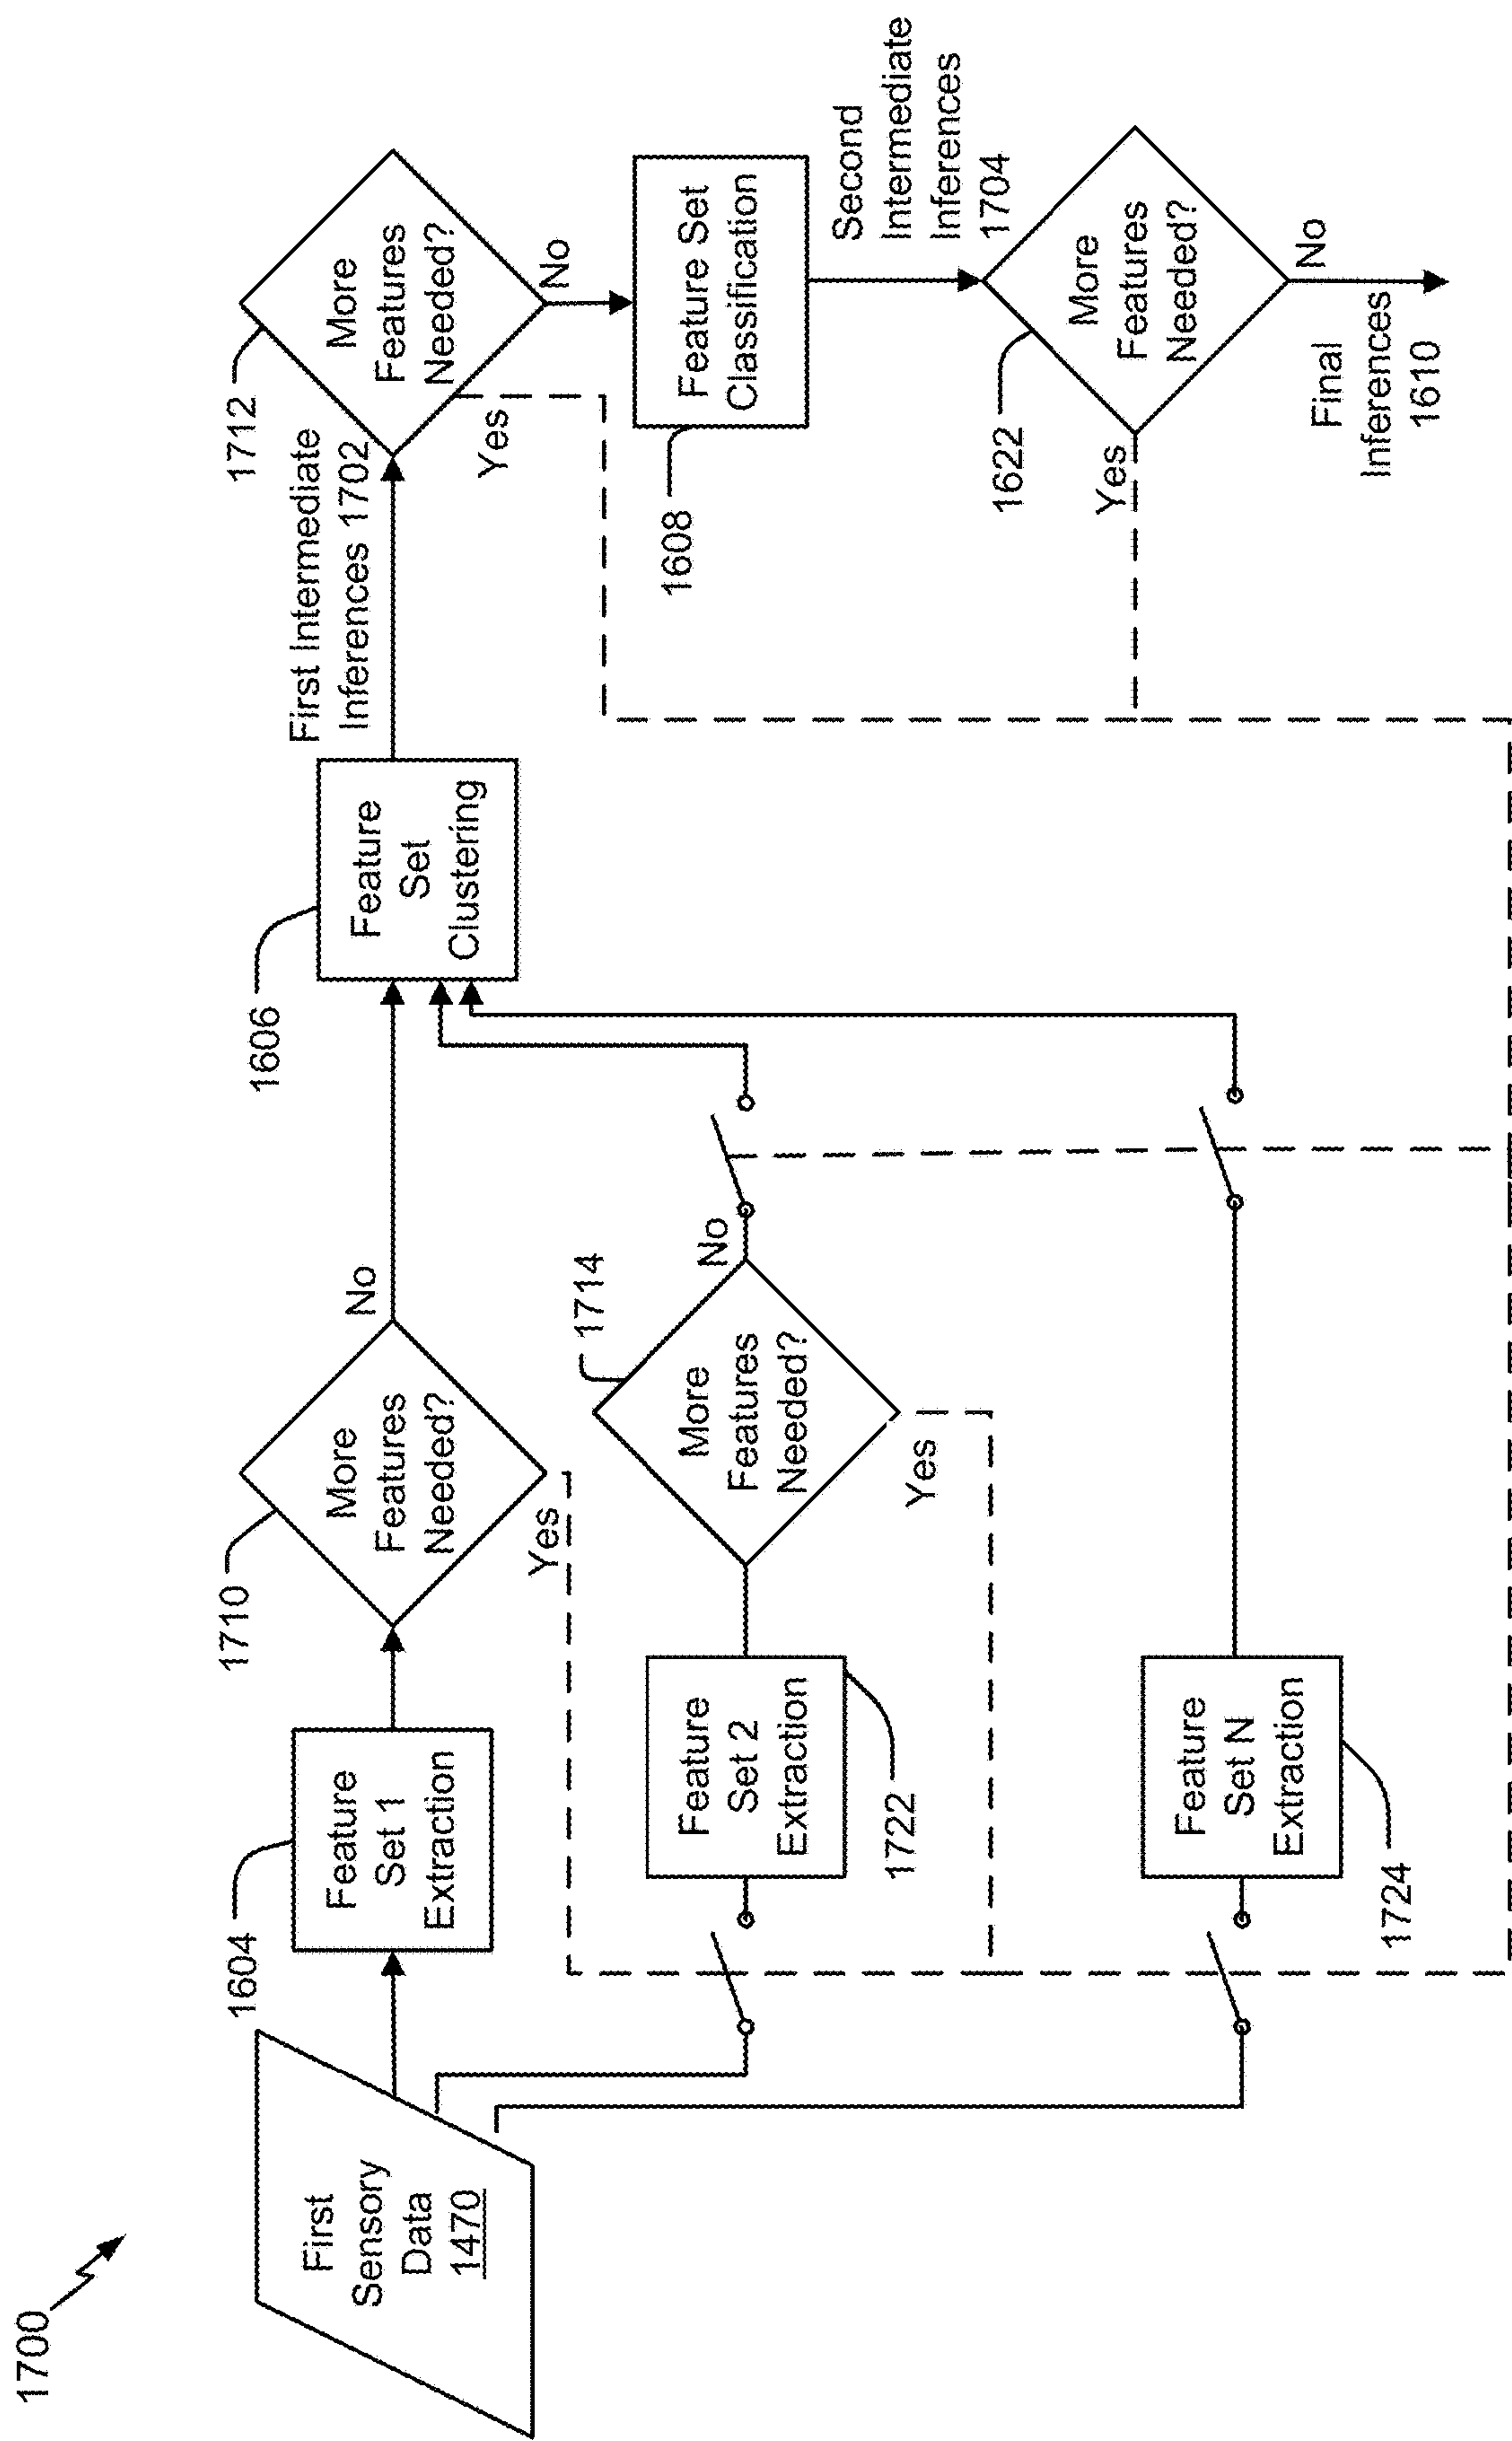 1700
First
Sensory
Data
1470
1604
Feature
Set 1
Extraction
1710
More
Features
Needed?
No
Yes
1606
Feature
Set
Clustering
First Intermediate
Inferences 1702
1712
More
Features
Needed?
Yes
No
1608
Feature Set
Classification
Second
Intermediate
Inferences
1704
1622
More
Features
Needed?
Yes
No
Final
Inferences
1610
Feature
Set 2
Extraction
1722
1714
More
Features
Needed?
No
Yes
Feature
Set N
Extraction
1724